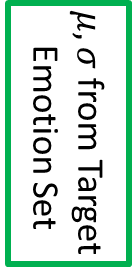 μ, σ from Target
Emotion Set